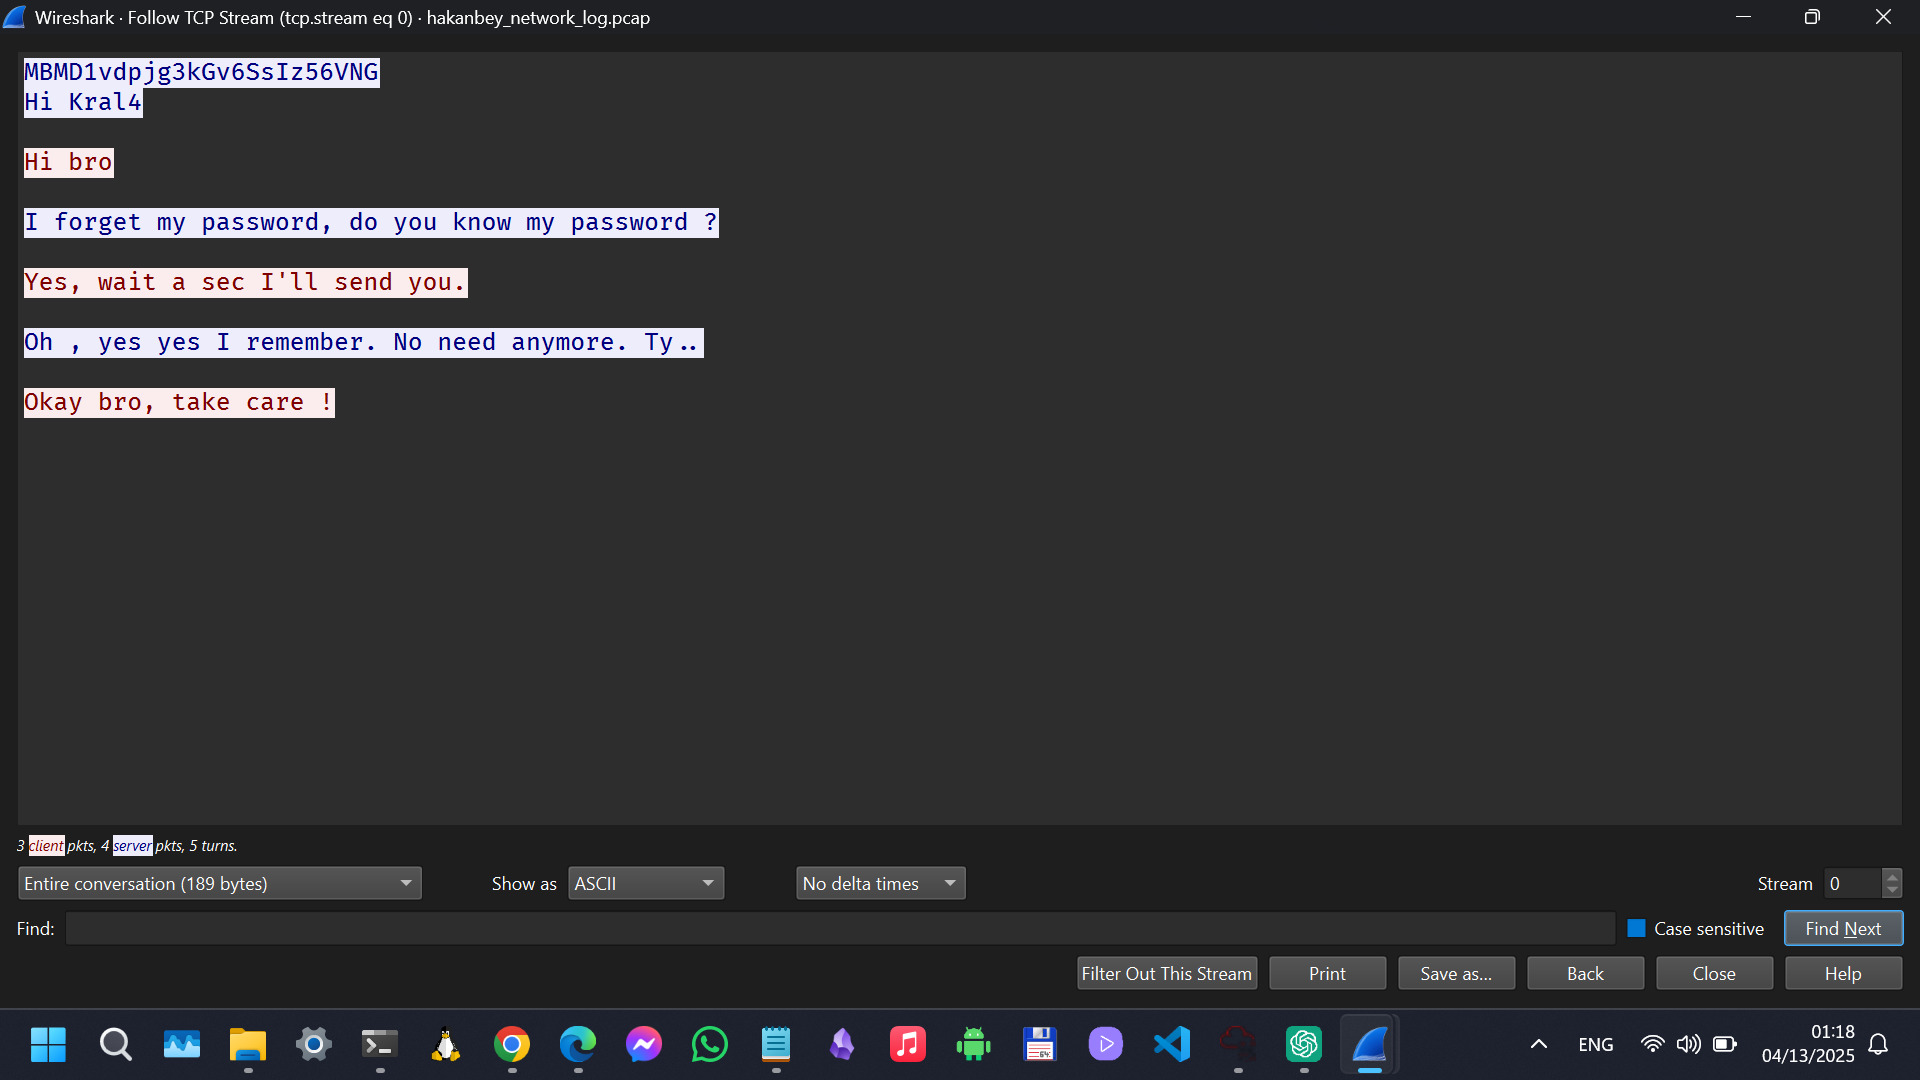 Wireshark · Follow TCP Stream (tcp.stream eq 0) · hakanbey_network_log.pcap
MBMD1vdpjg3kGv6SsIz56VNG
Hi Kral4
Hi bro
I forget my password, do you know my password ?
Yes, wait a sec I'll send you.
Oh , yes yes I remember. No need anymore. Ty..
Okay bro, take care !
3 client pkts, 4 server pkts, 5 turns.
Entire conversation (189 bytes) Show as ASCII No delta times Stream 0
Find: Case sensitive Find Next
Filter Out This Stream Print Save as... Back Close Help
64
ENG 01:18
04/13/2025